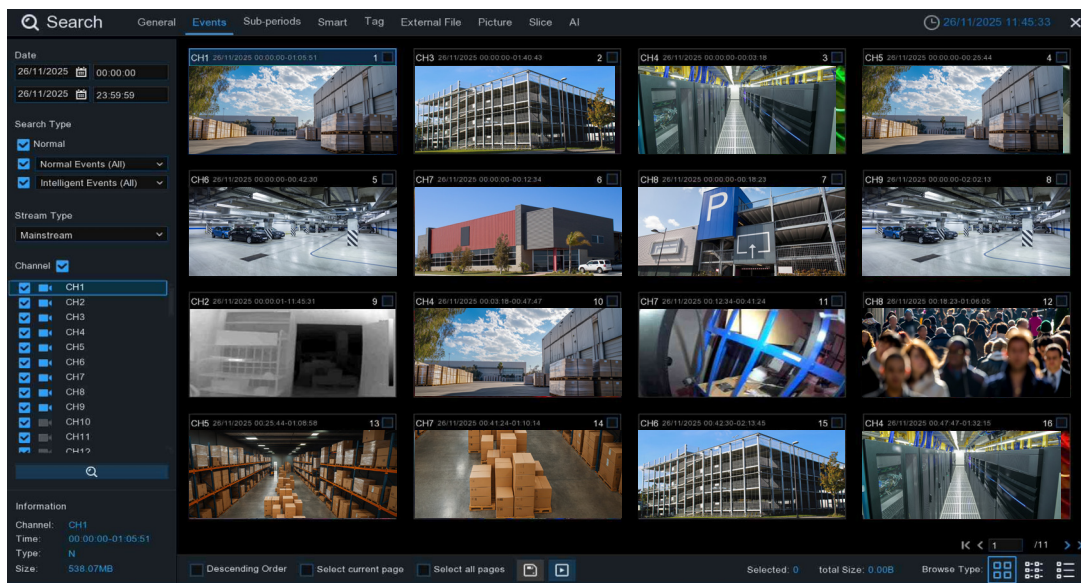 Search General Events Sub-periods Smart Tag External File Picture Slice AI 26/11/2025 11:45:33
Date
26/11/2025 00:00:00
26/11/2025 23:59:59
Search Type
Normal
Normal Events (All)
Intelligent Events (All)
Stream Type
Mainstream
Channel
CH1
CH2
CH3
CH4
CH5
CH6
CH7
CH8
CH9
CH10
CH11
CH12
Information
Channel: CH1
Time: 00:00:00-01:05:51
Type: N
Size: 538.07MB
CH1 26/11/2025 00:00:00-01:05:51 1
CH3 26/11/2025 00:00:00-01:40:43 2
CH4 26/11/2025 00:00:00-00:03:18 3
CH5 26/11/2025 00:00:00-00:25:44 4
CH6 26/11/2025 00:00:00-00:42:30 5
CH7 26/11/2025 00:00:00-00:12:34 6
CH8 26/11/2025 00:00:00-00:18:23 7
P
CH9 26/11/2025 00:00:00-02:02:13 8
CH2 26/11/2025 00:00:01-11:45:31 9
CH4 26/11/2025 00:03:18-00:47:47 10
CH7 26/11/2025 00:12:34-00:41:24 11
CH8 26/11/2025 00:18:23-01:06:05 12
CH5 26/11/2025 00:25:44-01:08:58 13
CH7 26/11/2025 00:41:24-01:10:14 14
CH6 26/11/2025 00:42:30-02:13:45 15
CH4 26/11/2025 00:47:47-01:32:15 16
1 /11
Descending Order Select current page Select all pages Selected: 0 total Size: 0.00B Browse Type: